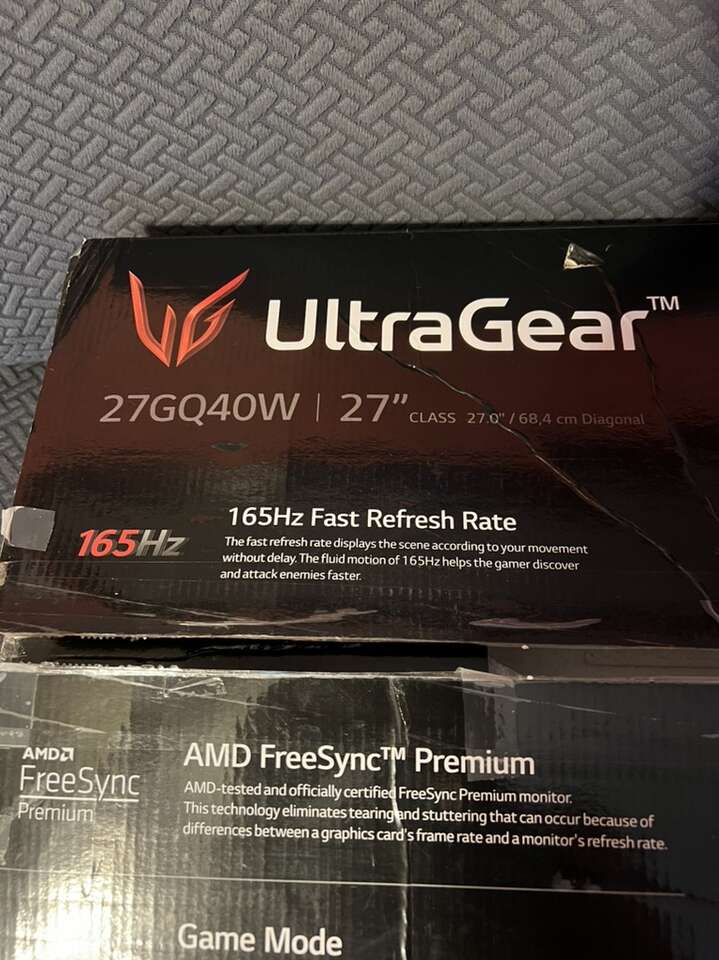 UltraGear™
27GQ40W | 27” CLASS 27.0" / 68,4 cm Diagonal
165Hz
165Hz Fast Refresh Rate
The fast refresh rate displays the scene according to your movement
without delay. The fluid motion of 165Hz helps the gamer discover
and attack enemies faster.
AMD
FreeSync
Premium
AMD FreeSync™ Premium
AMD-tested and officially certified FreeSync Premium monitor.
This technology eliminates tearing and stuttering that can occur because of
differences between a graphics card's frame rate and a monitor's refresh rate.
Game Mode